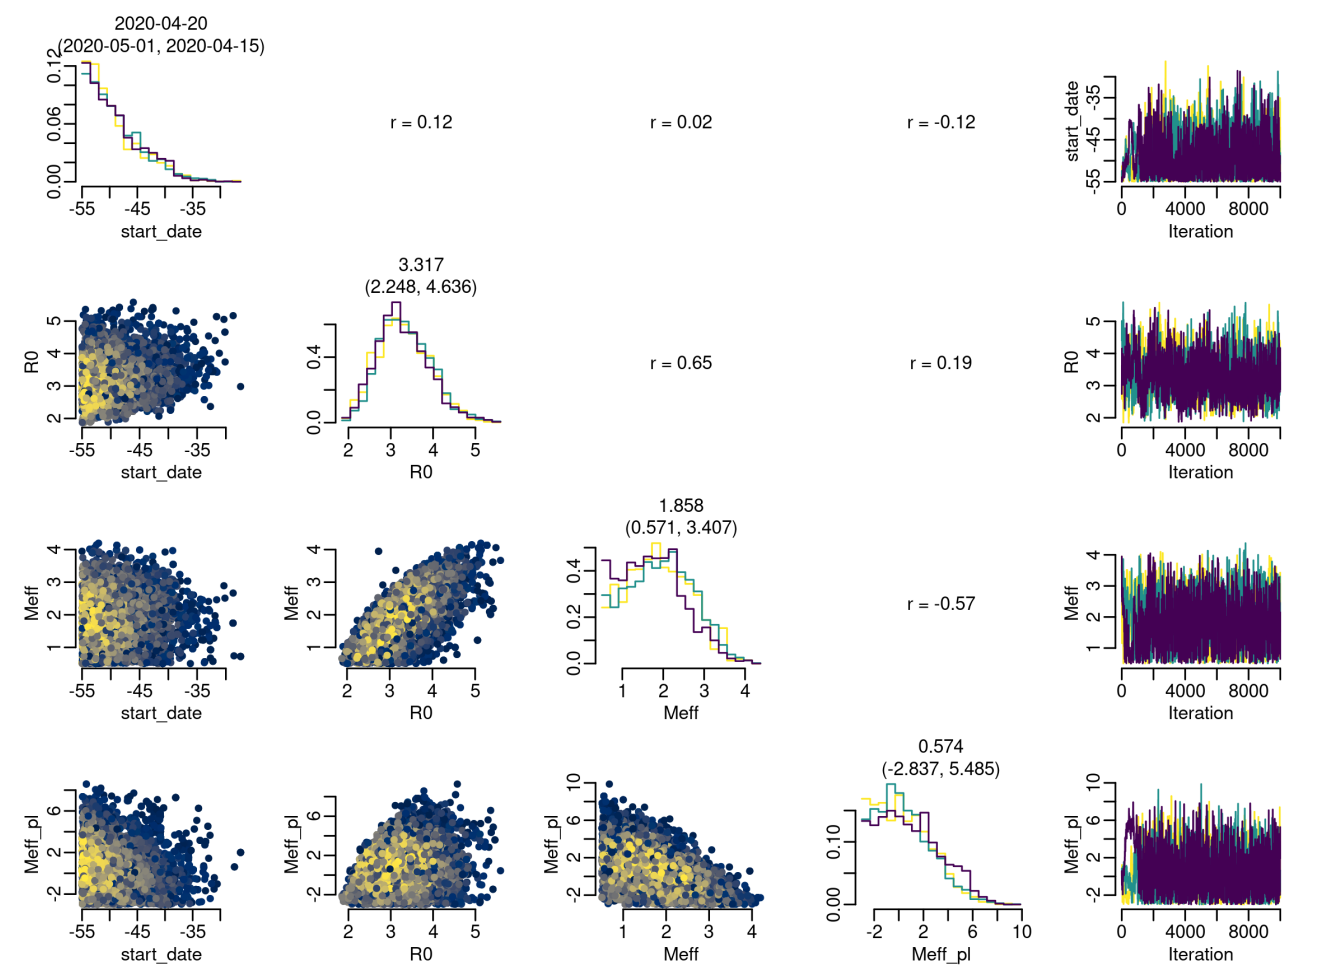 2020-04-20
(2020-05-01, 2020-04-15)
0.00 0.06 0.12
-55 -45 -35
start_date
r = 0.12
r = 0.02
r = -0.12
start_date
-55 -45 -35
0 4000 8000
Iteration
R0
2 3 4 5
-55 -45 -35
start_date
3.317
(2.248, 4.636)
0.0 0.4
2 3 4 5
R0
r = 0.65
r = 0.19
R0
2 3 4 5
0 4000 8000
Iteration
Meff
1 2 3 4
-55 -45 -35
start_date
Meff
1 2 3 4
2 3 4 5
R0
1.858
(0.571, 3.407)
0.0 0.2 0.4
1 2 3 4
Meff
r = -0.57
Meff
1 2 3 4
0 4000 8000
Iteration
Meff_pl
-2 2 6
-55 -45 -35
start_date
Meff_pl
-2 2 6
2 3 4 5
R0
Meff_pl
-2 2 6 10
1 2 3 4
Meff
0.574
(-2.837, 5.485)
0.00 0.10
-2 2 6 10
Meff_pl
Meff_pl
-2 2 6 10
0 4000 8000
Iteration